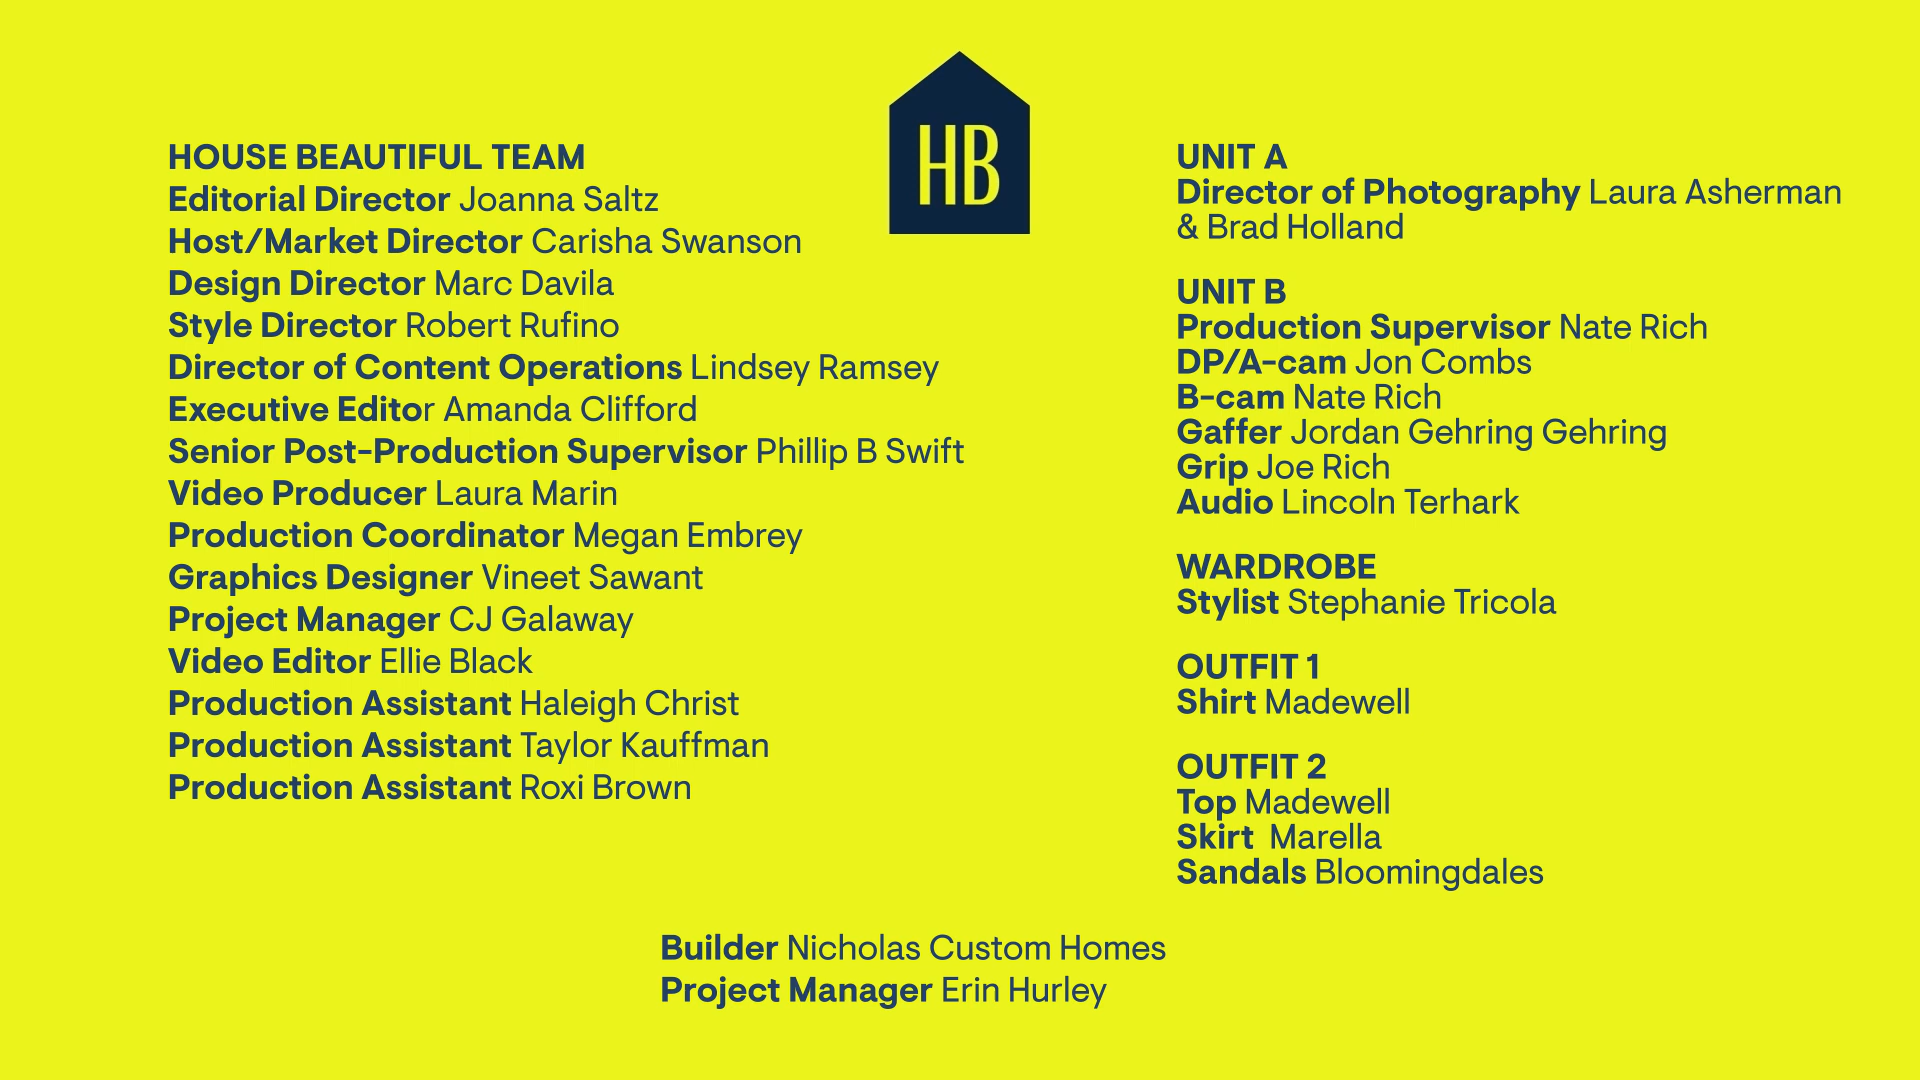 HB
HOUSE BEAUTIFUL TEAM
Editorial Director Joanna Saltz
Host/Market Director Carisha Swanson
Design Director Marc Davila
Style Director Robert Rufino
Director of Content Operations Lindsey Ramsey
Executive Editor Amanda Clifford
Senior Post-Production Supervisor Phillip B Swift
Video Producer Laura Marin
Production Coordinator Megan Embrey
Graphics Designer Vineet Sawant
Project Manager CJ Galaway
Video Editor Ellie Black
Production Assistant Haleigh Christ
Production Assistant Taylor Kauffman
Production Assistant Roxi Brown
UNIT A
Director of Photography Laura Asherman
& Brad Holland
UNIT B
Production Supervisor Nate Rich
DP/A-cam Jon Combs
B-cam Nate Rich
Gaffer Jordan Gehring Gehring
Grip Joe Rich
Audio Lincoln Terhark
WARDROBE
Stylist Stephanie Tricola
OUTFIT 1
Shirt Madewell
OUTFIT 2
Top Madewell
Skirt  Marella
Sandals Bloomingdales
Builder Nicholas Custom Homes
Project Manager Erin Hurley